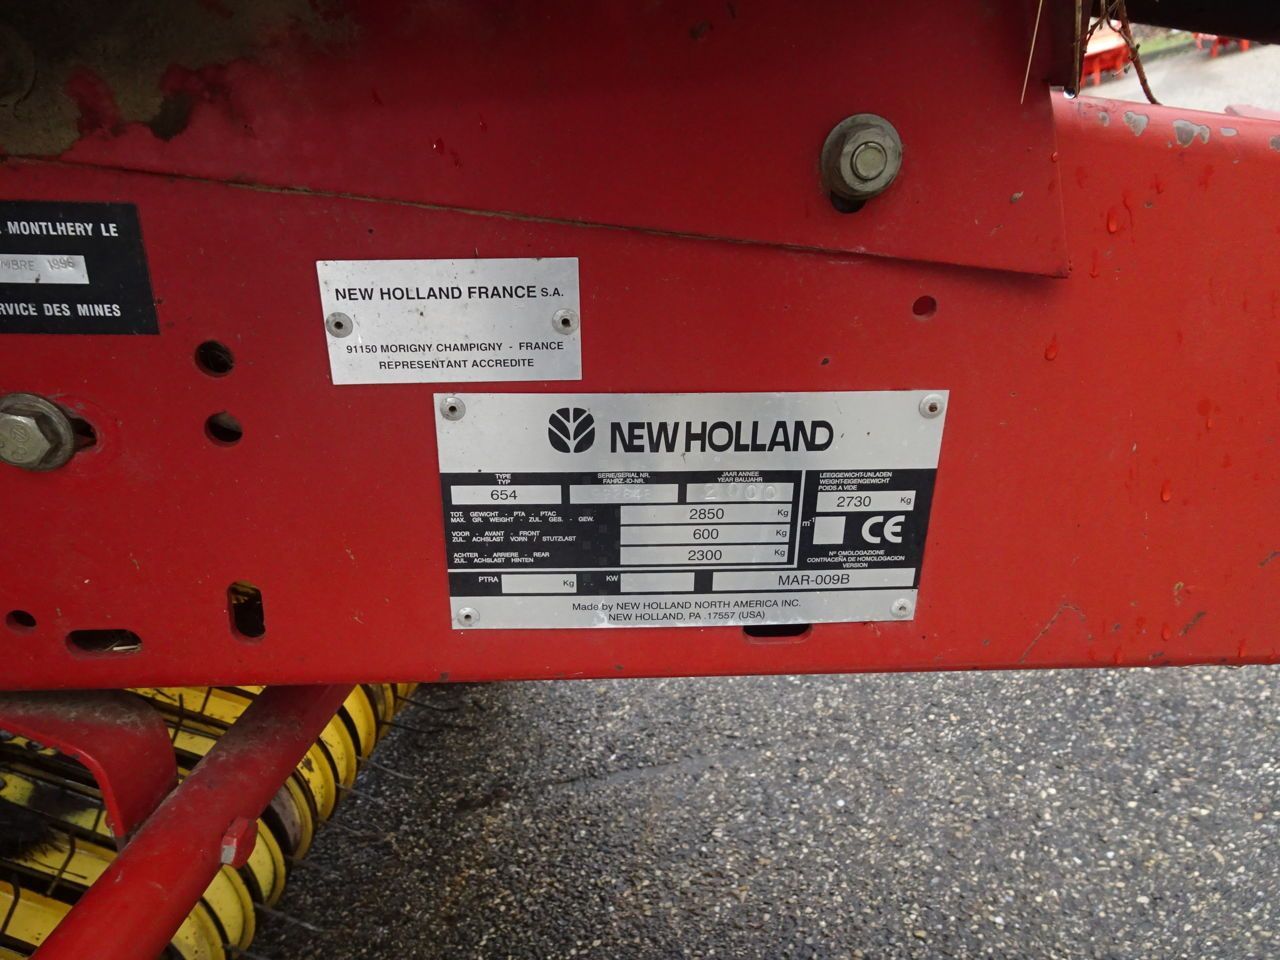 MONTLHERY LE
MBRE 1996
RVICE DES MINES
NEW HOLLAND FRANCE S.A.
91150 MORIGNY CHAMPIGNY - FRANCE
REPRESENTANT ACCREDITE
NEW HOLLAND
TYPE
TYP
SERIE/SERIAL NR.
FAHRZ.-ID-NR.
JAAR ANNEE
YEAR BAUJAHR
654
2000
LEEGGEWICHT-UNLADEN
WEIGHT-EIGENGEWICHT
POIDS A VIDE
2730 Kg
TOT. GEWICHT - PTA - PTAC
MAX. GR. WEIGHT - ZUL. GES. - GEW.
2850 Kg
VOOR - AVANT - FRONT
ZUL. ACHSLAST VORN / STUTZLAST
600 Kg
ACHTER - ARRIERE - REAR
ZUL. ACHSLAST HINTEN
2300 Kg
m-1
CE
Nº OMOLOGAZIONE
CONTRACEÑA DE HOMOLOGACION
VERSION
PTRA Kg KW MAR-009B
Made by NEW HOLLAND NORTH AMERICA INC.
NEW HOLLAND, PA .17557 (USA)